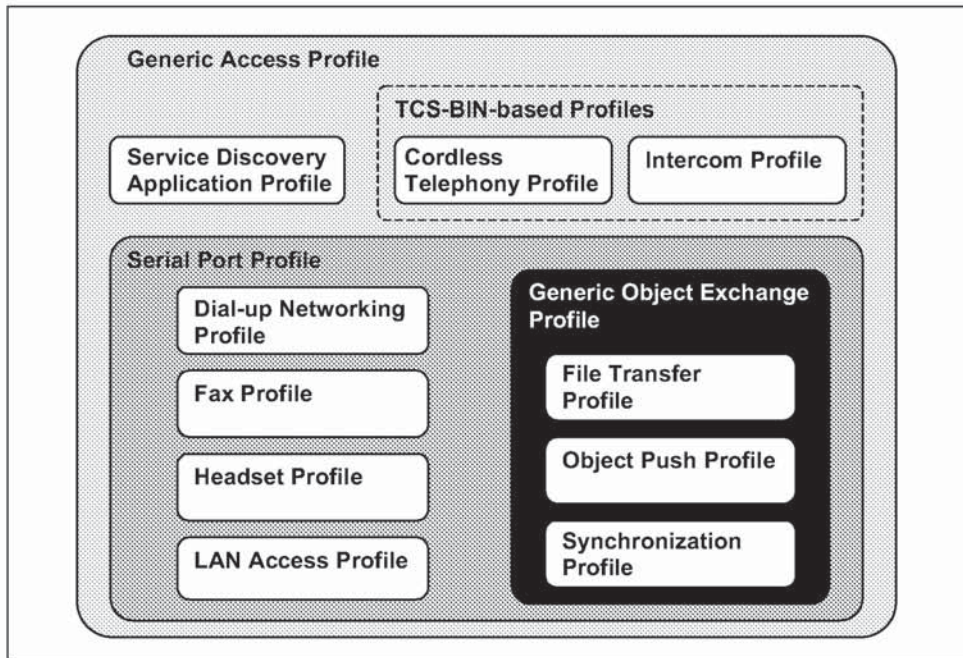 Generic Access Profile
TCS-BIN-based Profiles
Service Discovery
Application Profile
Cordless
Telephony Profile
Intercom Profile
Serial Port Profile
Dial-up Networking
Profile
Fax Profile
Headset Profile
LAN Access Profile
Generic Object Exchange
Profile
File Transfer
Profile
Object Push Profile
Synchronization
Profile